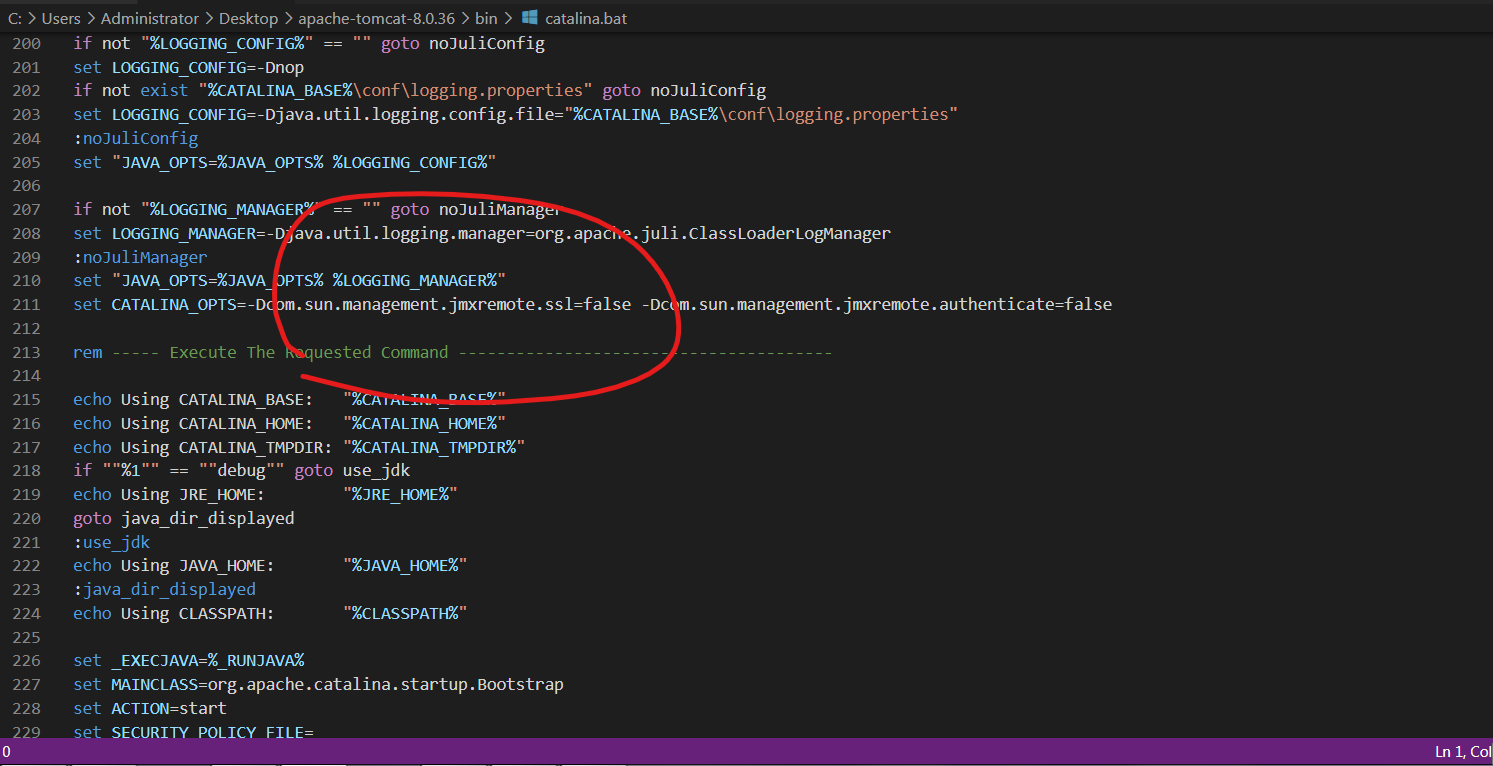 C: > Users > Administrator > Desktop > apache-tomcat-8.0.36 > bin > catalina.bat
200 if not "%LOGGING_CONFIG%" == "" goto noJuliConfig
201 set LOGGING_CONFIG=-Dnop
202 if not exist "%CATALINA_BASE%\conf\logging.properties" goto noJuliConfig
203 set LOGGING_CONFIG=-Djava.util.logging.config.file="%CATALINA_BASE%\conf\logging.properties"
204 :noJuliConfig
205 set "JAVA_OPTS=%JAVA_OPTS% %LOGGING_CONFIG%"
206
207 if not "%LOGGING_MANAGER%" == "" goto noJuliManager
208 set LOGGING_MANAGER=-Djava.util.logging.manager=org.apache.juli.ClassLoaderLogManager
209 :noJuliManager
210 set "JAVA_OPTS=%JAVA_OPTS% %LOGGING_MANAGER%"
211 set CATALINA_OPTS=-Dcom.sun.management.jmxremote.ssl=false -Dcom.sun.management.jmxremote.authenticate=false
212
213 rem ----- Execute The Requested Command ---------------------------------------
214
215 echo Using CATALINA_BASE:   "%CATALINA_BASE%"
216 echo Using CATALINA_HOME:   "%CATALINA_HOME%"
217 echo Using CATALINA_TMPDIR: "%CATALINA_TMPDIR%"
218 if ""%1"" == ""debug"" goto use_jdk
219 echo Using JRE_HOME:        "%JRE_HOME%"
220 goto java_dir_displayed
221 :use_jdk
222 echo Using JAVA_HOME:       "%JAVA_HOME%"
223 :java_dir_displayed
224 echo Using CLASSPATH:       "%CLASSPATH%"
225
226 set _EXECJAVA=%_RUNJAVA%
227 set MAINCLASS=org.apache.catalina.startup.Bootstrap
228 set ACTION=start
229 set SECURITY_POLICY_FILE=
0 Ln 1, Col